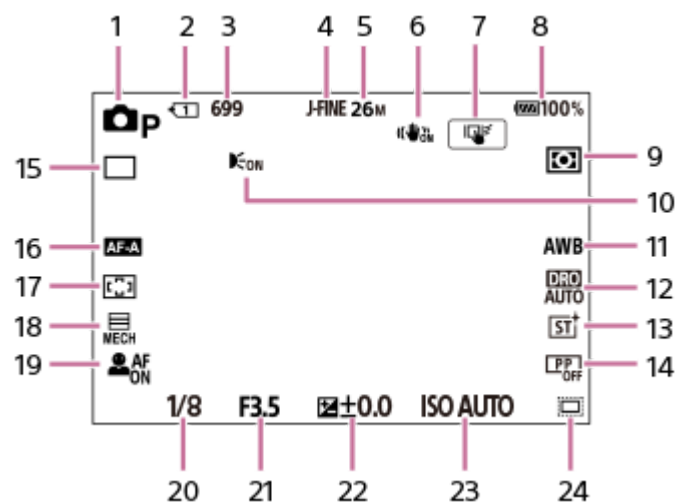 1 2 3 4 5 6 7 8
P 1 699 J-FINE 26M ON 100%
15 ON 9
10
16 AF-A AWB 11
17 DRO AUTO 12
18 MECH ST 13
19 AF ON PP OFF 14
1/8 F3.5 ±0.0 ISO AUTO
20 21 22 23 24